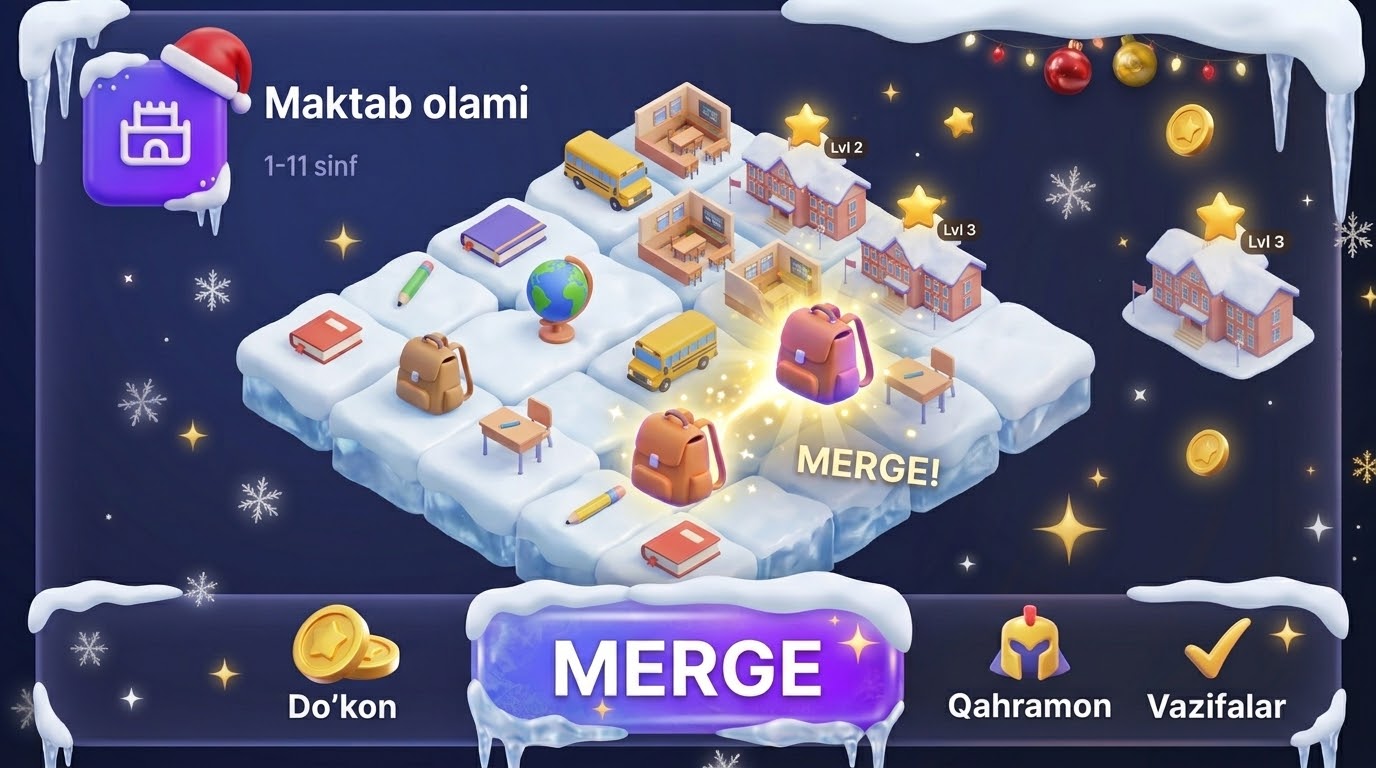 Maktab olami
1-11 sinf
Lvl 2
Lvl 3
Lvl 3
MERGE!
Do’kon
MERGE
Qahramon
Vazifalar